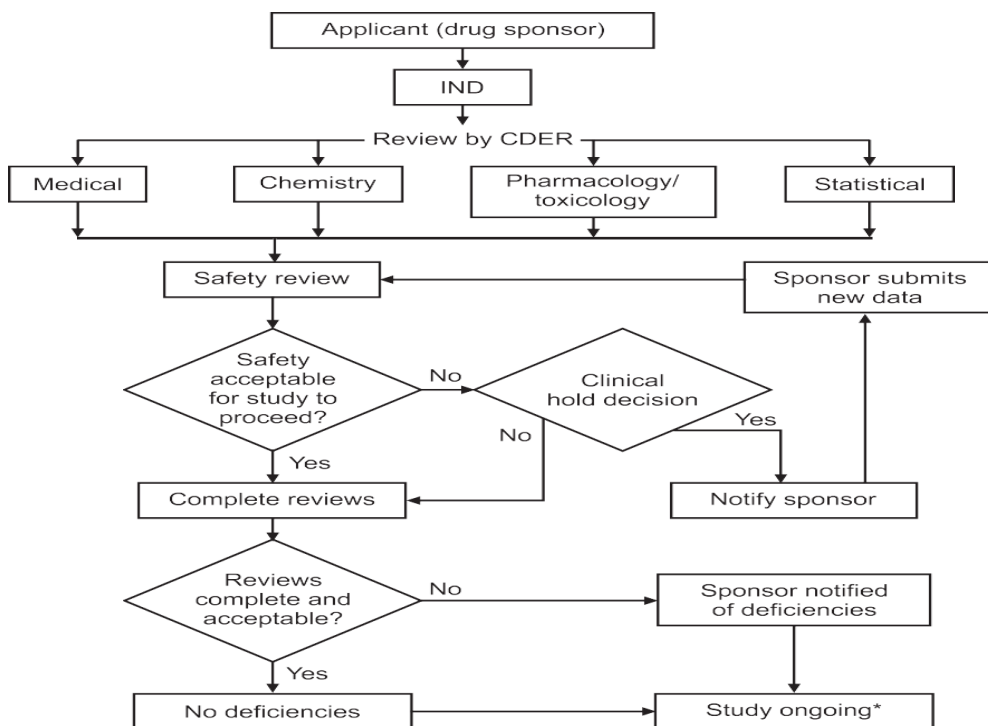 Applicant (drug sponsor)
IND
Review by CDER
Medical
Chemistry
Pharmacology/
toxicology
Statistical
Safety review
Sponsor submits
new data
Safety
acceptable
for study to
proceed?
No
Clinical
hold decision
No
Yes
Yes
Complete reviews
Notify sponsor
Reviews
complete and
acceptable?
No
Sponsor notified
of deficiencies
Yes
No deficiencies
Study ongoing*